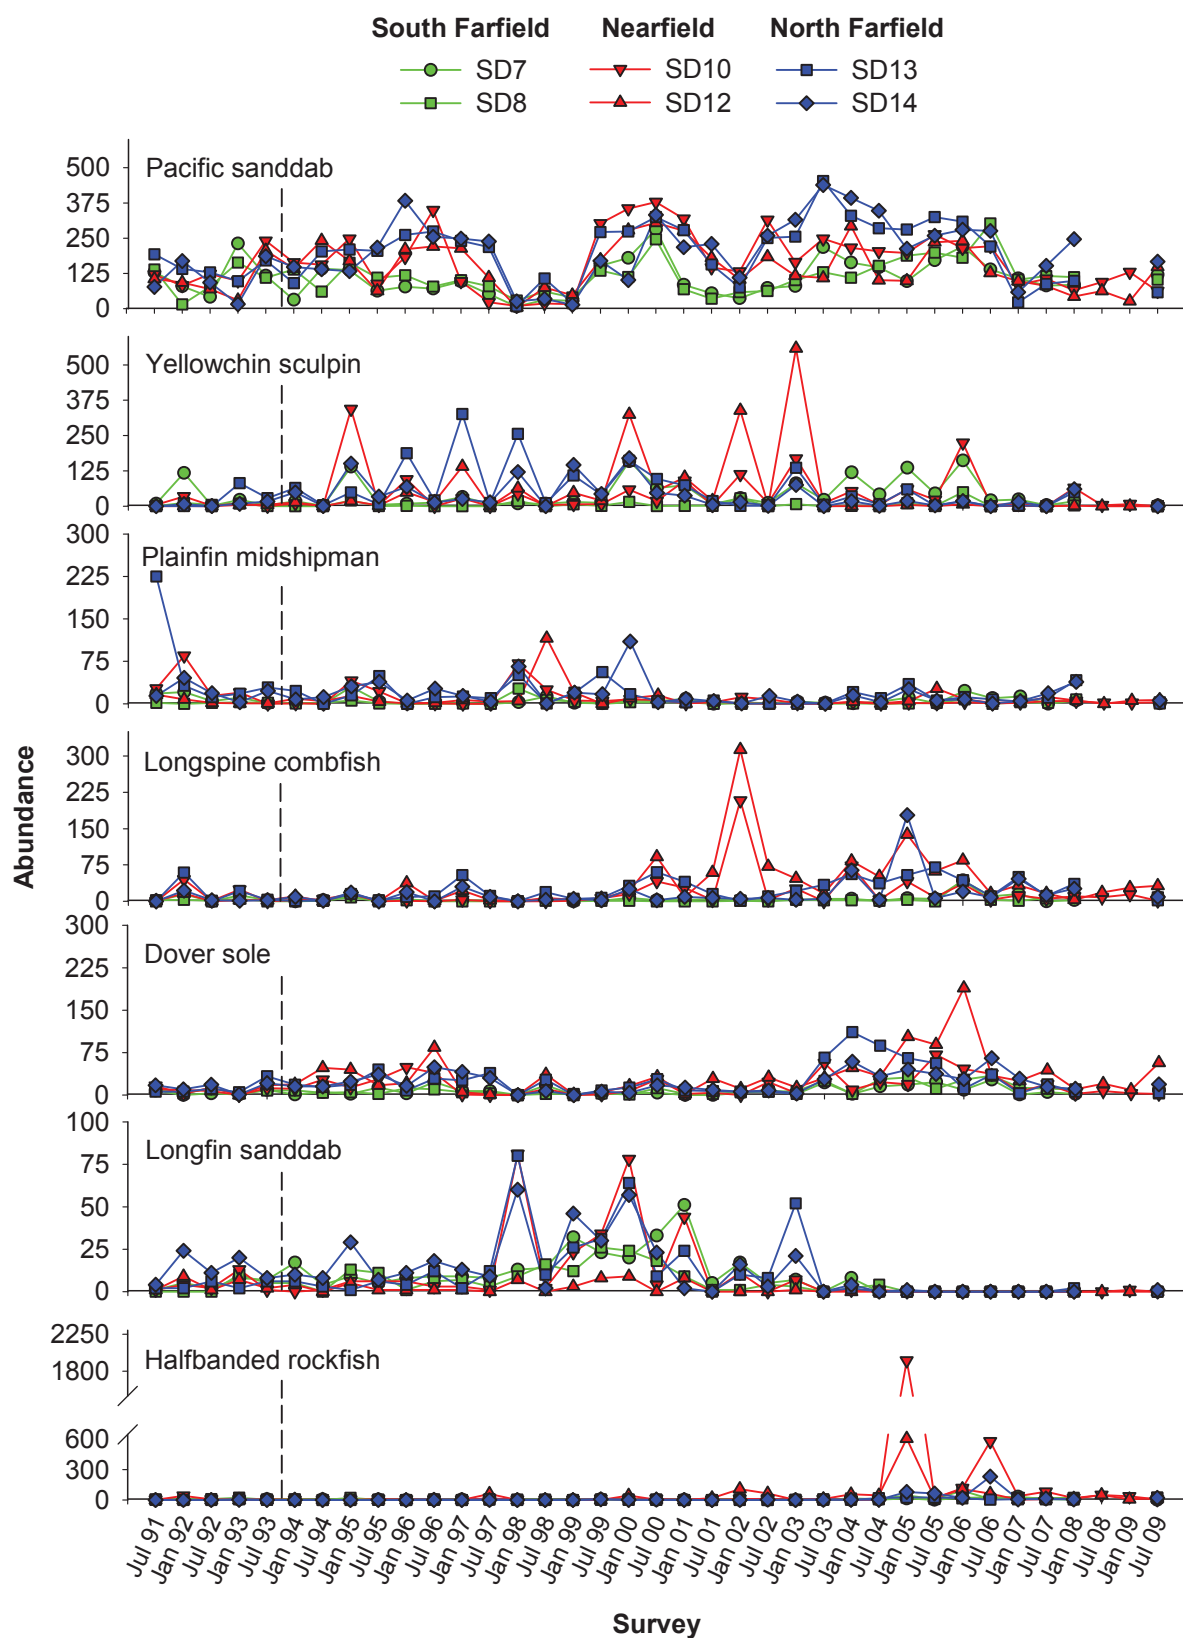 South Farfield Nearfield North Farfield
SD7 SD10 SD13
SD8 SD12 SD14
Pacific sanddab
500
375
250
125
0
Yellowchin sculpin
500
375
250
125
0
Plainfin midshipman
300
225
150
75
0
Longspine combfish
300
225
150
75
0
Abundance
Dover sole
300
225
150
75
0
Longfin sanddab
100
75
50
25
0
Halfbanded rockfish
2250
1800
600
300
0
Jul 91
Jan 92
Jul 92
Jan 93
Jul 93
Jan 94
Jul 94
Jan 95
Jul 95
Jan 96
Jul 96
Jan 97
Jul 97
Jan 98
Jul 98
Jan 99
Jul 99
Jan 00
Jul 00
Jan 01
Jul 01
Jan 02
Jul 02
Jan 03
Jul 03
Jan 04
Jul 04
Jan 05
Jul 05
Jan 06
Jul 06
Jan 07
Jul 07
Jan 08
Jul 08
Jan 09
Jul 09
Survey